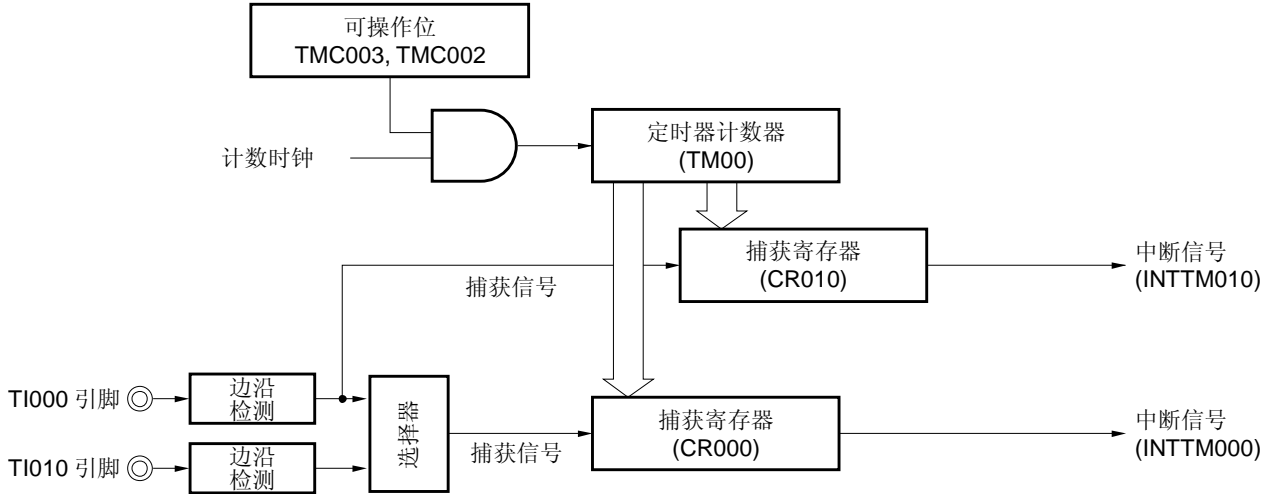 可操作位
TMC003, TMC002
计数时钟
定时器计数器
(TM00)
捕获寄存器
(CR010)
捕获信号
中断信号
(INTTM010)
TI000 引脚
边沿
检测
选择器
捕获信号
捕获寄存器
(CR000)
中断信号
(INTTM000)
TI010 引脚
边沿
检测